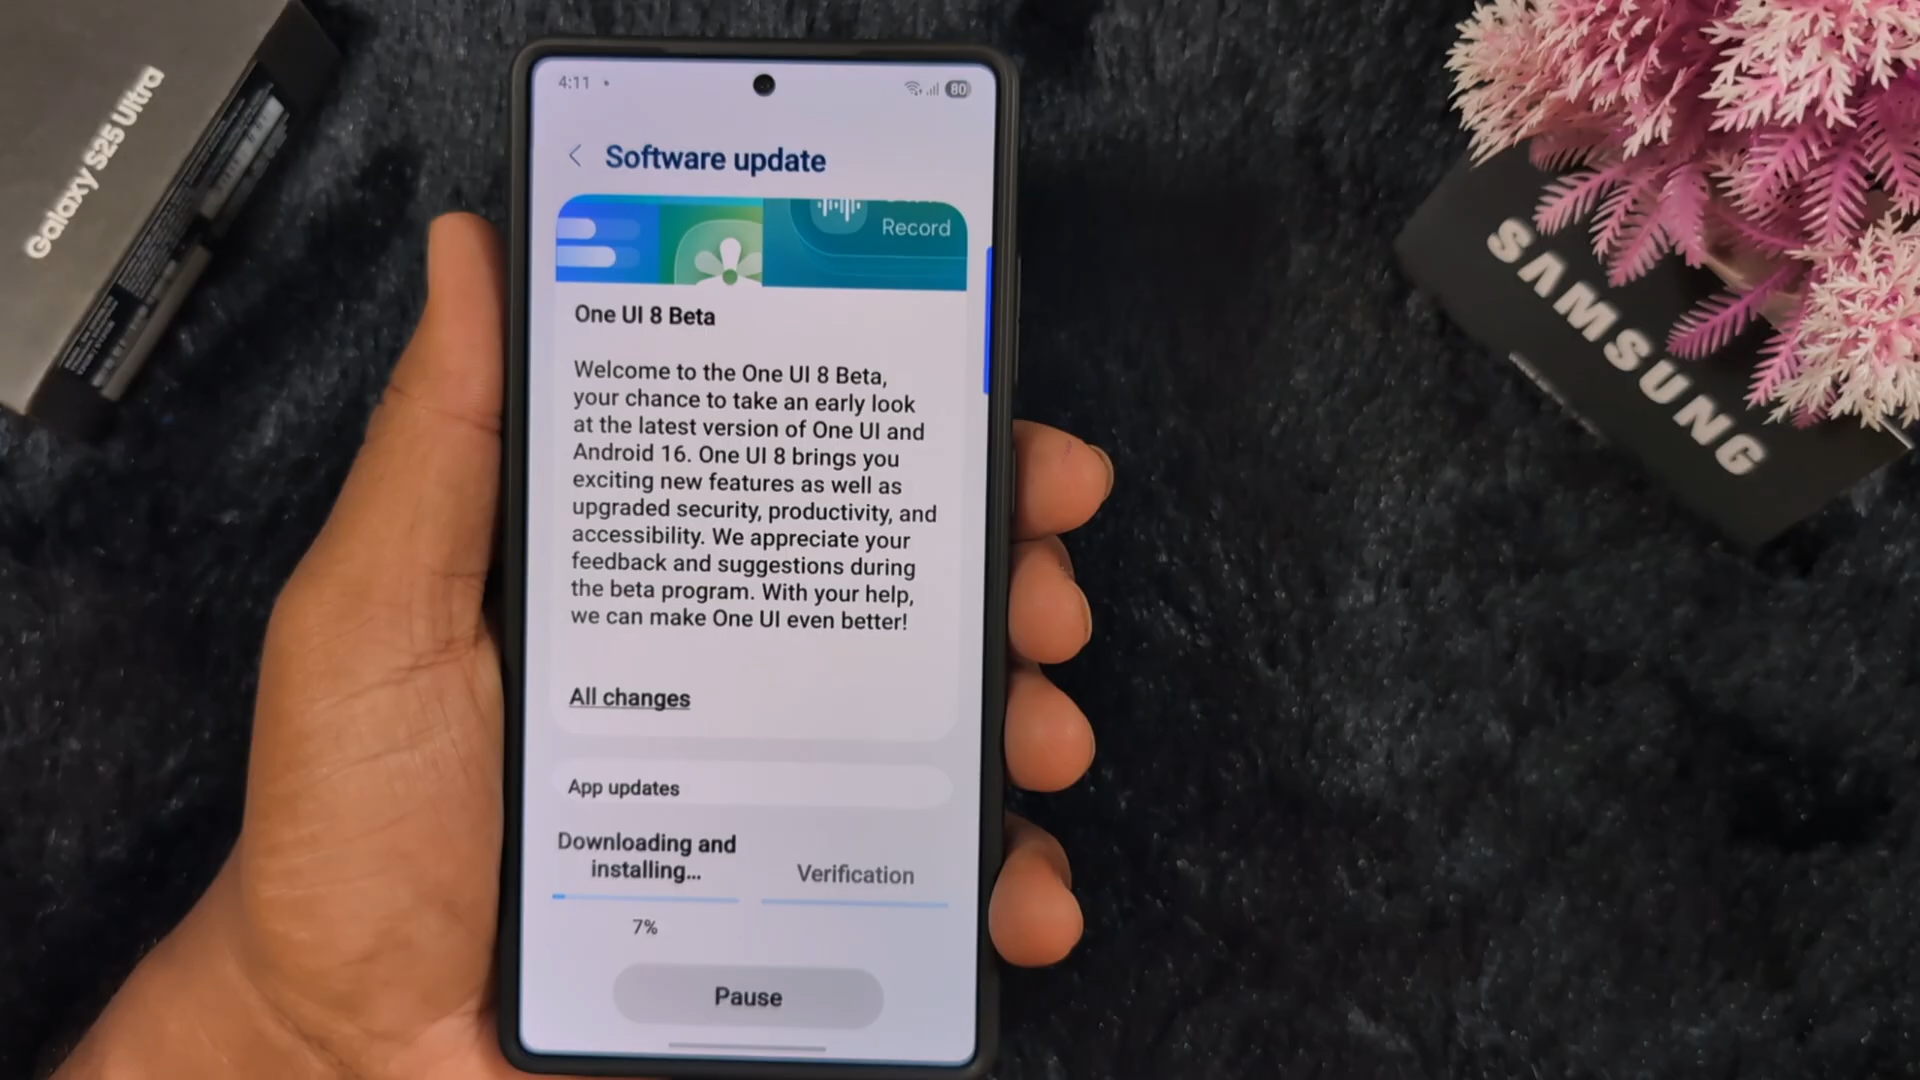 Galaxy S25 Ultra
4:11
80
Software update
Record
One UI 8 Beta
Welcome to the One UI 8 Beta,
your chance to take an early look
at the latest version of One UI and
Android 16. One UI 8 brings you
exciting new features as well as
upgraded security, productivity, and
accessibility. We appreciate your
feedback and suggestions during
the beta program. With your help,
we can make One UI even better!
All changes
App updates
Downloading and
installing...
Verification
7%
Pause
SAMSUNG